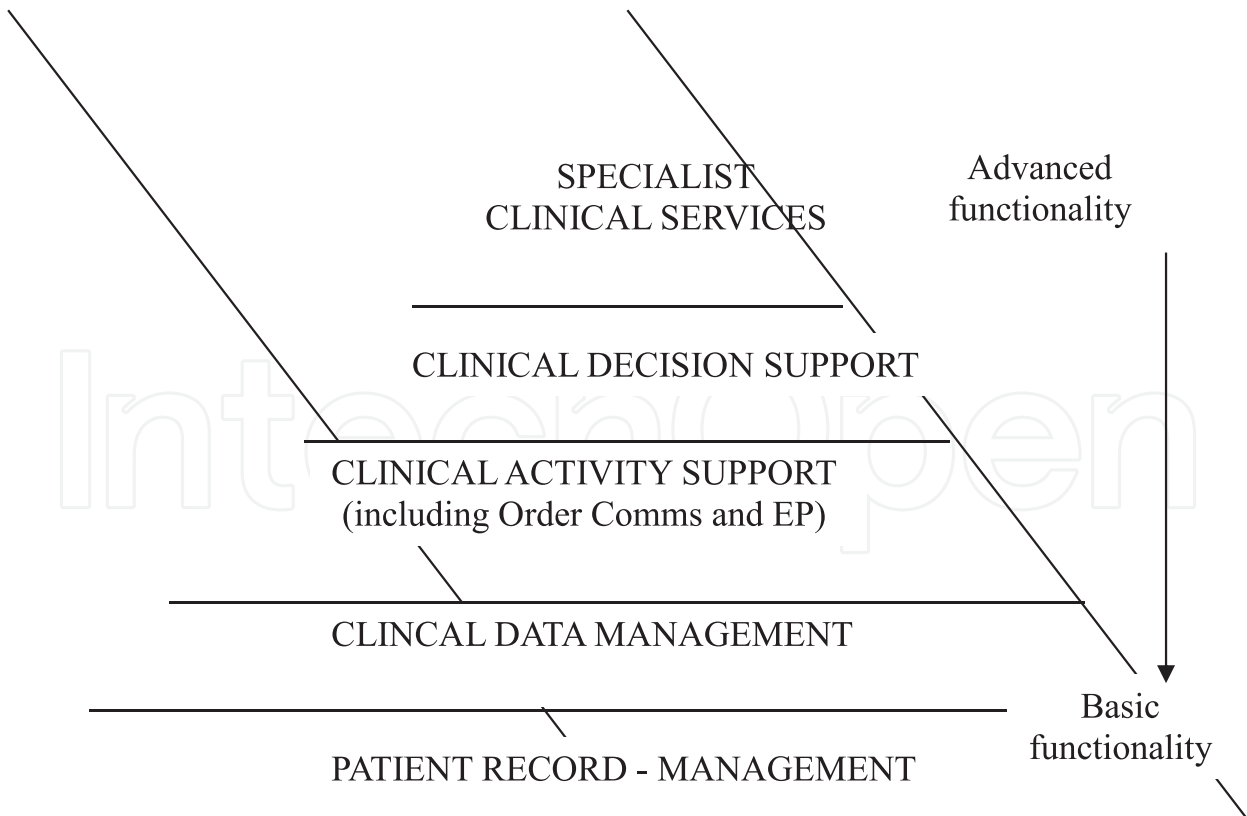 SPECIALIST
CLINICAL SERVICES
Advanced
functionality
CLINICAL DECISION SUPPORT
IntechOpen
CLINICAL ACTIVITY SUPPORT
(including Order Comms and EP)
CLINCAL DATA MANAGEMENT
Basic
functionality
PATIENT RECORD - MANAGEMENT